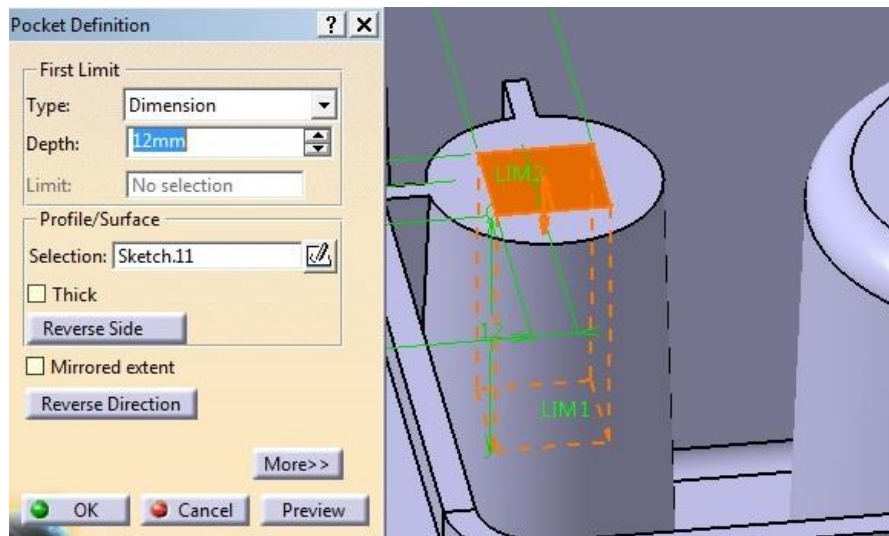 Pocket Definition
? X
First Limit
Type: Dimension
Depth: 12mm
Limit: No selection
Profile/Surface
Selection: Sketch.11
Thick
Reverse Side
Mirrored extent
Reverse Direction
More>>
OK Cancel Preview
LIM2
12
LIM1